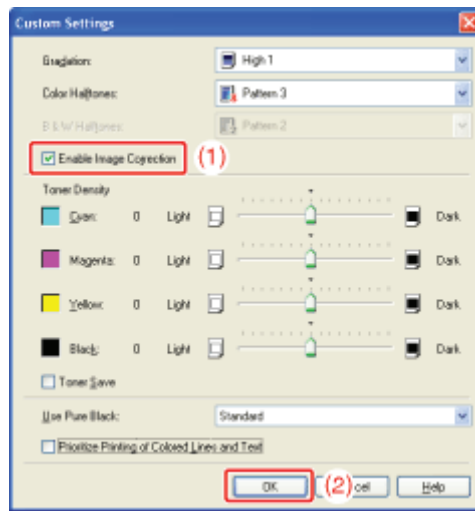 Custom Settings
Gradation: High 1
Color Halftones: Pattern 3
B & W Halftones: Pattern 2
Enable Image Correction (1)
Toner Density
Cyan: 0 Light Dark
Magenta: 0 Light Dark
Yellow: 0 Light Dark
Black: 0 Light Dark
Toner Save
Use Pure Black: Standard
Prioritize Printing of Colored Lines and Text
OK (2) cel Help